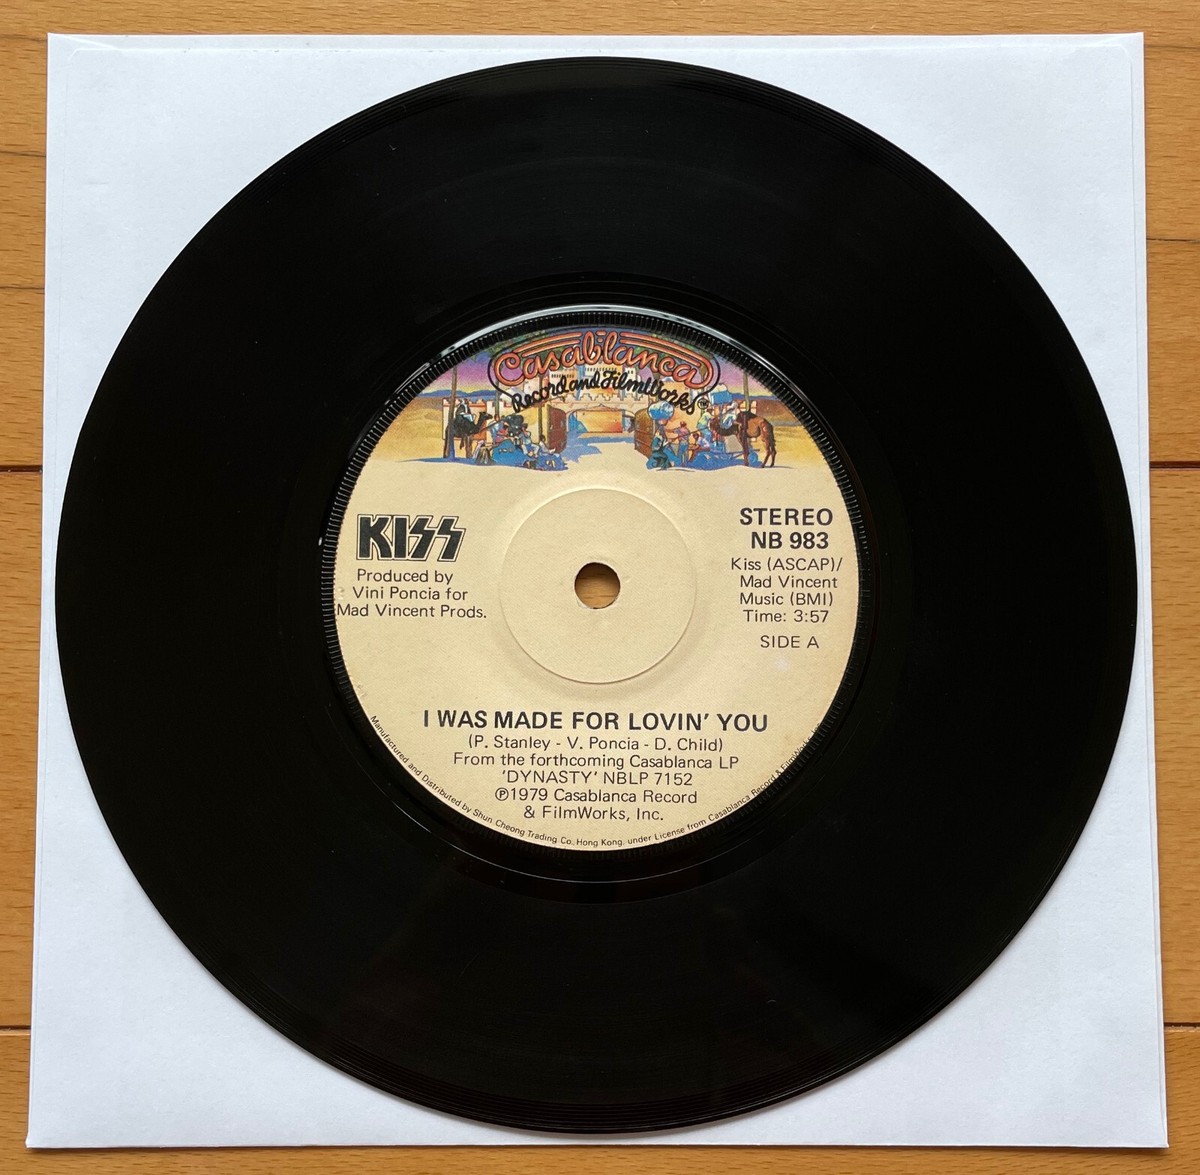 Casablanca
Record and FilmWorks
KISS
Produced by
Vini Poncia for
Mad Vincent Prods.
STEREO
NB 983
Kiss (ASCAP)/
Mad Vincent
Music (BMI)
Time: 3:57
SIDE A
I WAS MADE FOR LOVIN' YOU
(P. Stanley - V. Poncia - D. Child)
From the forthcoming Casablanca LP
'DYNASTY' NBLP 7152
℗1979 Casablanca Record
& FilmWorks, Inc.
Manufactured and Distributed by Shun Cheong Trading Co. Hong Kong. under License from Casablanca Record & FilmWorks